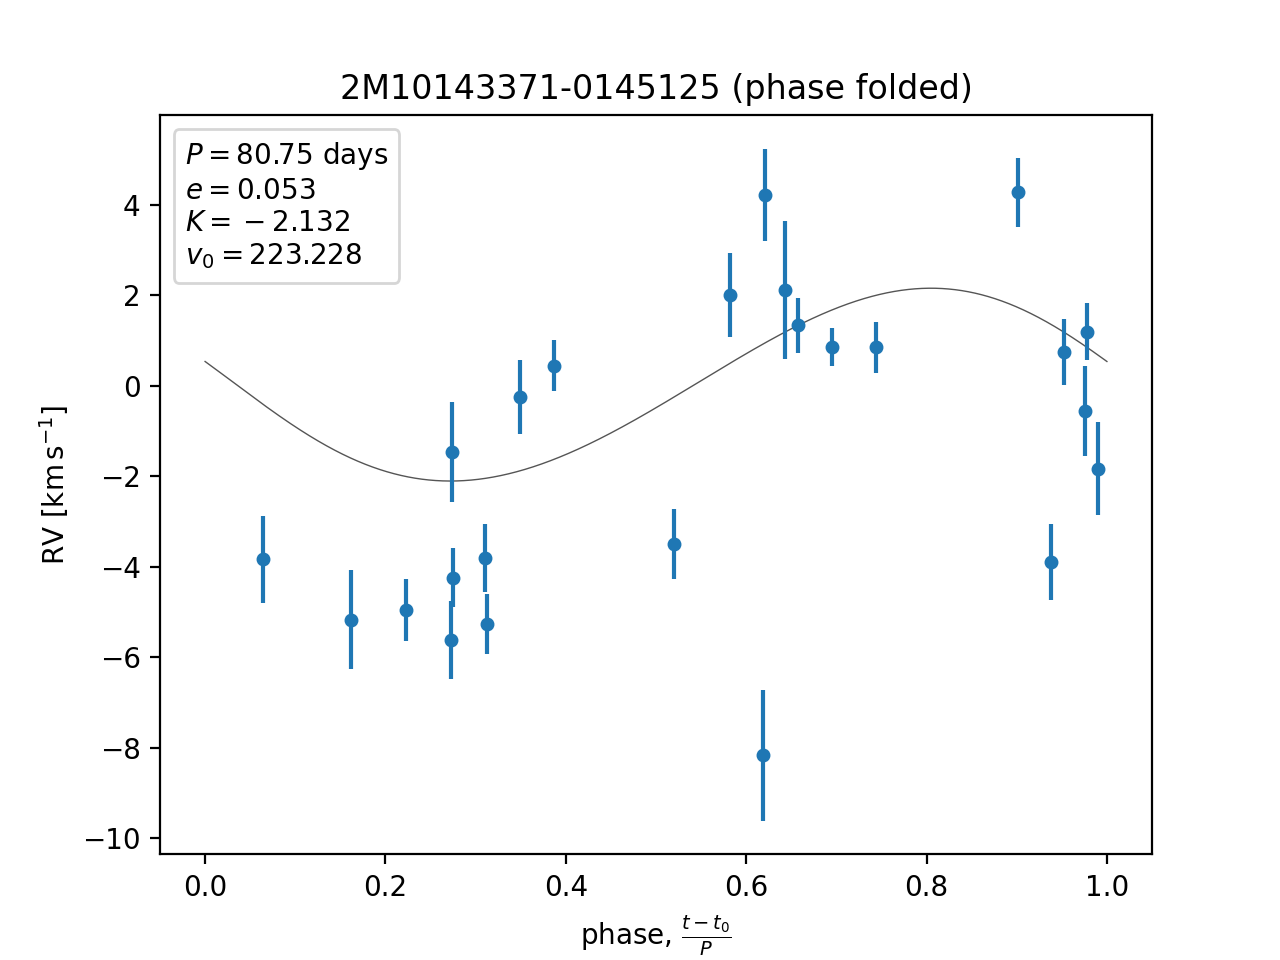 2M10143371-0145125 (phase folded)
P = 80.75 days
e = 0.053
K = −2.132
v₀ = 223.228
4
2
0
−2
−4
−6
−8
−10
RV [km s⁻¹]
0.0 0.2 0.4 0.6 0.8 1.0
phase, (t − t₀)/P